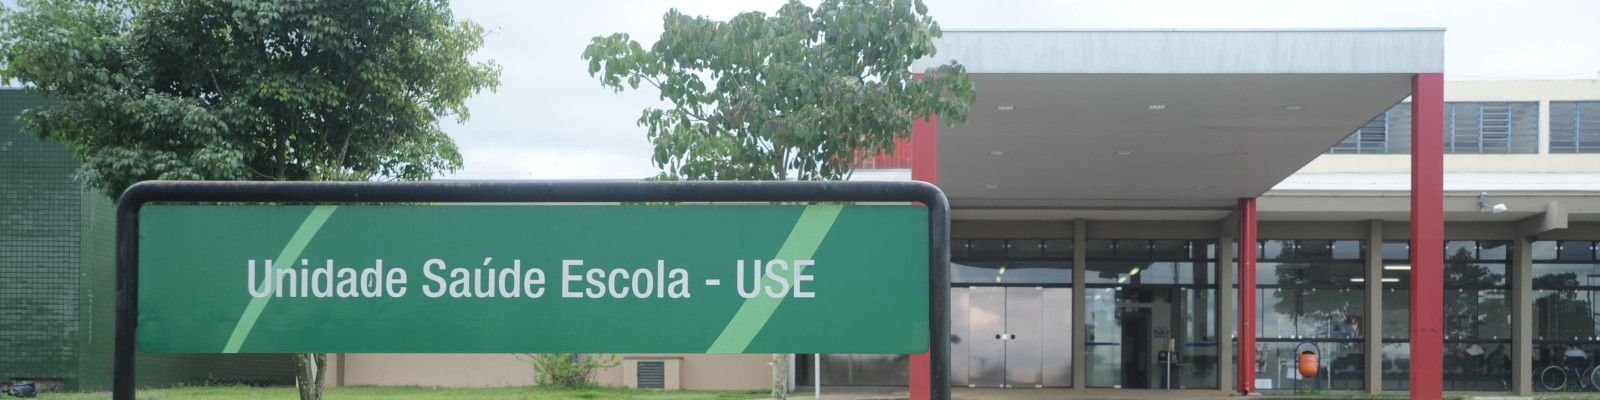 Unidade Saúde Escola - USE